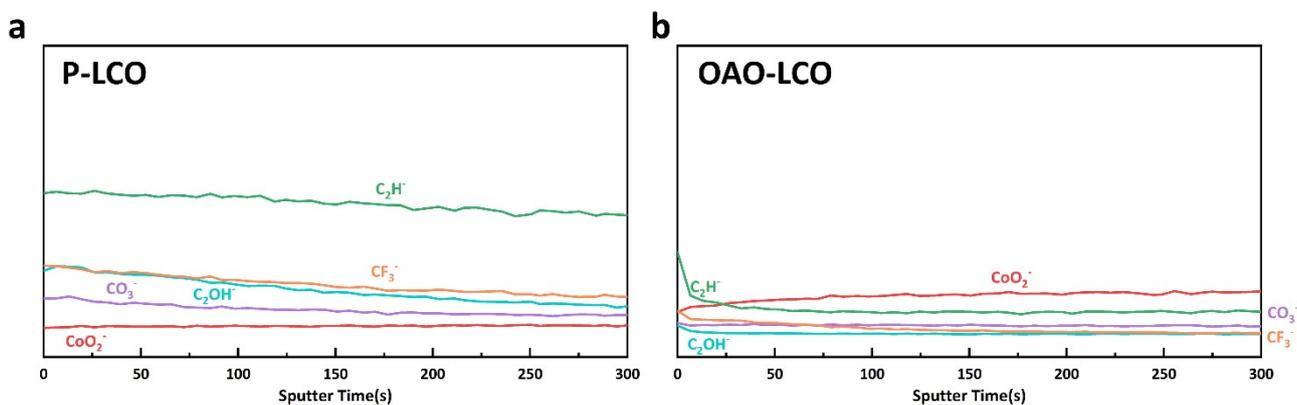 a
P-LCO
C₂H⁻
CF₃⁻
CO₃⁻
C₂OH⁻
CoO₂⁻
0 50 100 150 200 250 300
Sputter Time(s)
b
OAO-LCO
CoO₂⁻
C₂H⁻
CO₃⁻
CF₃⁻
C₂OH⁻
0 50 100 150 200 250 300
Sputter Time(s)